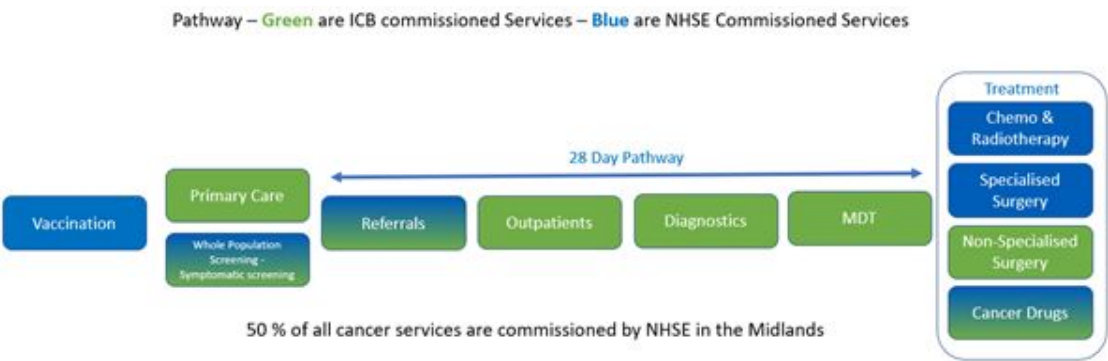 Pathway – Green are ICB commissioned Services – Blue are NHSE Commissioned Services
Vaccination
Primary Care
Whole Population
Screening -
Symptomatic screening
28 Day Pathway
Referrals
Outpatients
Diagnostics
MDT
Treatment
Chemo &
Radiotherapy
Specialised
Surgery
Non-Specialised
Surgery
Cancer Drugs
50 % of all cancer services are commissioned by NHSE in the Midlands